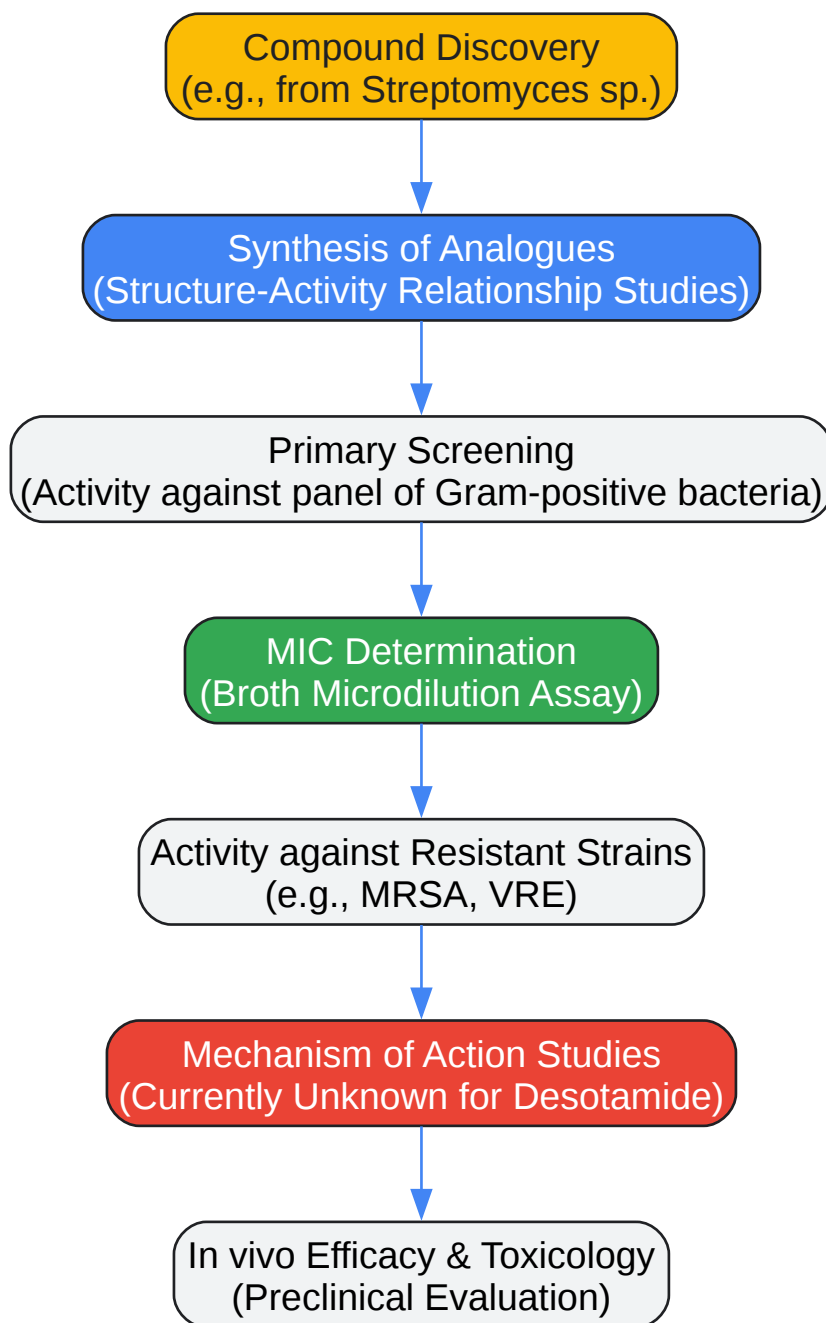 Compound Discovery
(e.g., from Streptomyces sp.)
Synthesis of Analogues
(Structure-Activity Relationship Studies)
Primary Screening
(Activity against panel of Gram-positive bacteria)
MIC Determination
(Broth Microdilution Assay)
Activity against Resistant Strains
(e.g., MRSA, VRE)
Mechanism of Action Studies
(Currently Unknown for Desotamide)
In vivo Efficacy & Toxicology
(Preclinical Evaluation)